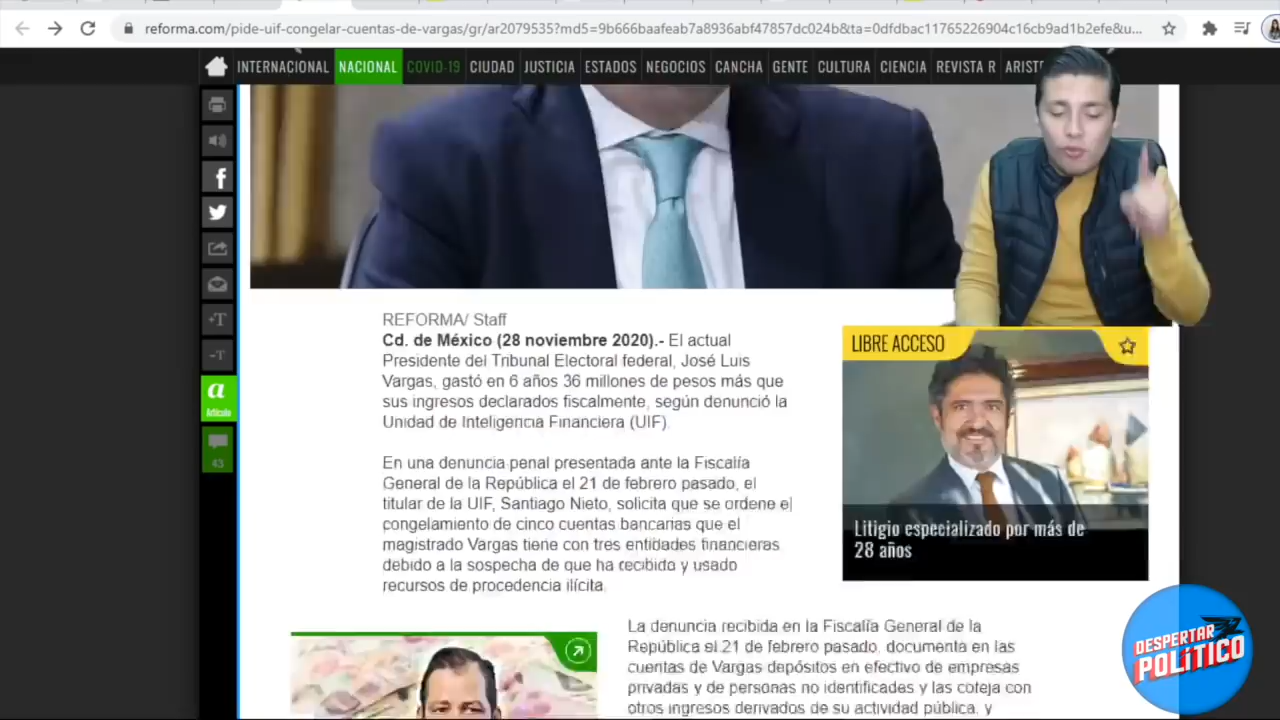 reforma.com/pide-uif-congelar-cuentas-de-vargas/gr/ar2079535?md5=9b666baafeab7a8936abf47857dc024b&ta=0dfdbac11765226904c16cb9ad1b2efe&u...
INTERNACIONAL NACIONAL COVID-19 CIUDAD JUSTICIA ESTADOS NEGOCIOS CANCHA GENTE CULTURA CIENCIA REVISTA R
+T
-T
a
Artículo
43
REFORMA/ Staff
Cd. de México (28 noviembre 2020).- El actual
Presidente del Tribunal Electoral federal, José Luis
Vargas, gastó en 6 años 36 millones de pesos más que
sus ingresos declarados fiscalmente, según denunció la
Unidad de Inteligencia Financiera (UIF).
En una denuncia penal presentada ante la Fiscalía
General de la República el 21 de febrero pasado, el
titular de la UIF, Santiago Nieto, solicita que se ordene el
congelamiento de cinco cuentas bancarias que el
magistrado Vargas tiene con tres entidades financieras
debido a la sospecha de que ha recibido y usado
recursos de procedencia ilícita.
LIBRE ACCESO
Litigio especializado por más de
28 años
La denuncia recibida en la Fiscalía General de la
República el 21 de febrero pasado, documenta en las
cuentas de Vargas depósitos en efectivo de empresas
privadas y de personas no identificadas y las coteja con
otros ingresos derivados de su actividad pública, y
DESPERTAR
POLÍTICO